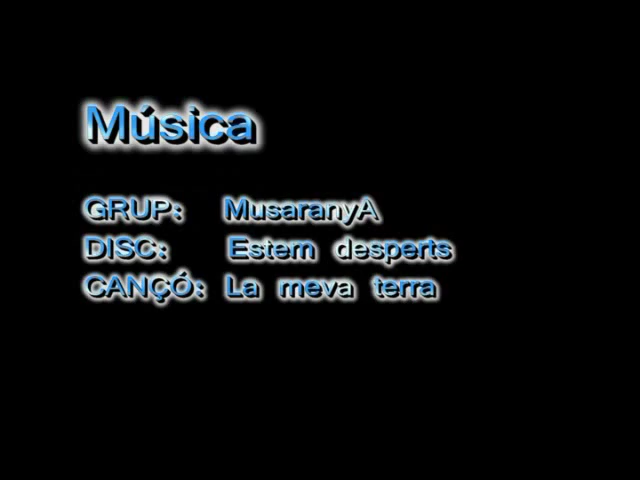 Música
GRUP: MusaranyA
DISC: Estem desperts
CANÇÓ: La meva terra